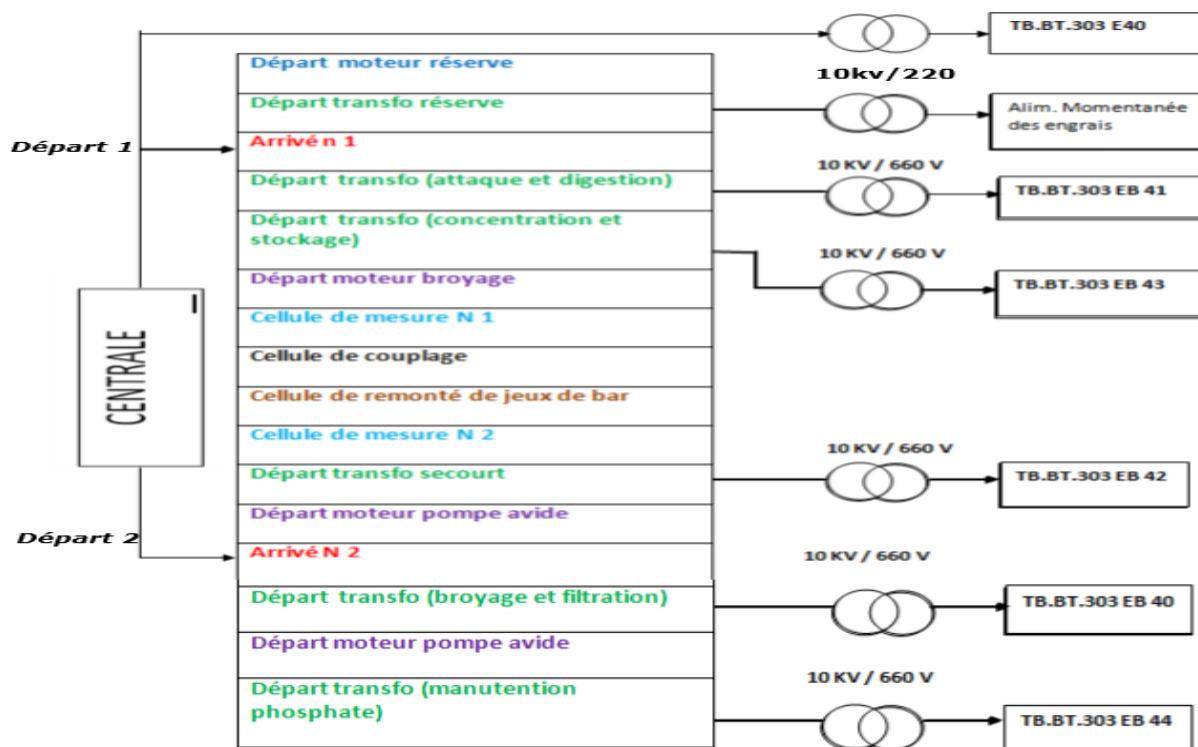 TB.BT.303 E40
10kv/220
Départ moteur réserve
Départ transfo réserve
Alim. Momentanée
des engrais
Départ 1
Arrivé n 1
10 KV / 660 V
Départ transfo (attaque et digestion)
TB.BT.303 EB 41
Départ transfo (concentration et
stockage)
10 KV / 660 V
TB.BT.303 EB 43
Départ moteur broyage
CENTRALE
Cellule de mesure N 1
Cellule de couplage
Cellule de remonté de jeux de bar
Cellule de mesure N 2
10 KV / 660 V
Départ transfo secourt
TB.BT.303 EB 42
Départ moteur pompe avide
Départ 2
Arrivé N 2
10 KV / 660 V
Départ transfo (broyage et filtration)
TB.BT.303 EB 40
Départ moteur pompe avide
10 KV / 660 V
Départ transfo (manutention
phosphate)
TB.BT.303 EB 44